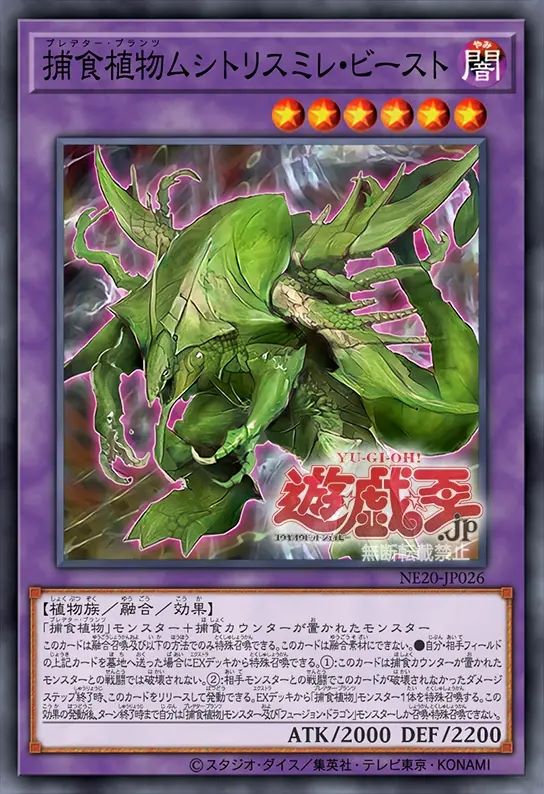 プレデター・プランツ
捕食植物ムシトリスミレ・ビースト
やみ
闇
YU-GI-OH!
遊戯王.jp
無断転載禁止
NE20-JP026
【植物族／融合／効果】
「捕食植物」モンスター＋捕食カウンターが置かれたモンスター
このカードは融合召喚及び以下の方法でのみ特殊召喚できる。このカードは融合素材にできない。●自分・相手フィールド
の上記カードを墓地へ送った場合にEXデッキから特殊召喚できる。①：このカードは捕食カウンターが置かれた
モンスターとの戦闘では破壊されない。②：相手モンスターとの戦闘でこのカードが破壊されなかったダメージ
ステップ終了時、このカードをリリースして発動できる。EXデッキから「捕食植物」モンスター1体を特殊召喚する。この
効果の発動後、ターン終了時まで自分は「捕食植物」モンスター及び「フュージョン・ドラゴン」モンスターしか召喚・特殊召喚できない。
ATK/2000 DEF/2200
©スタジオ・ダイス／集英社・テレビ東京・KONAMI